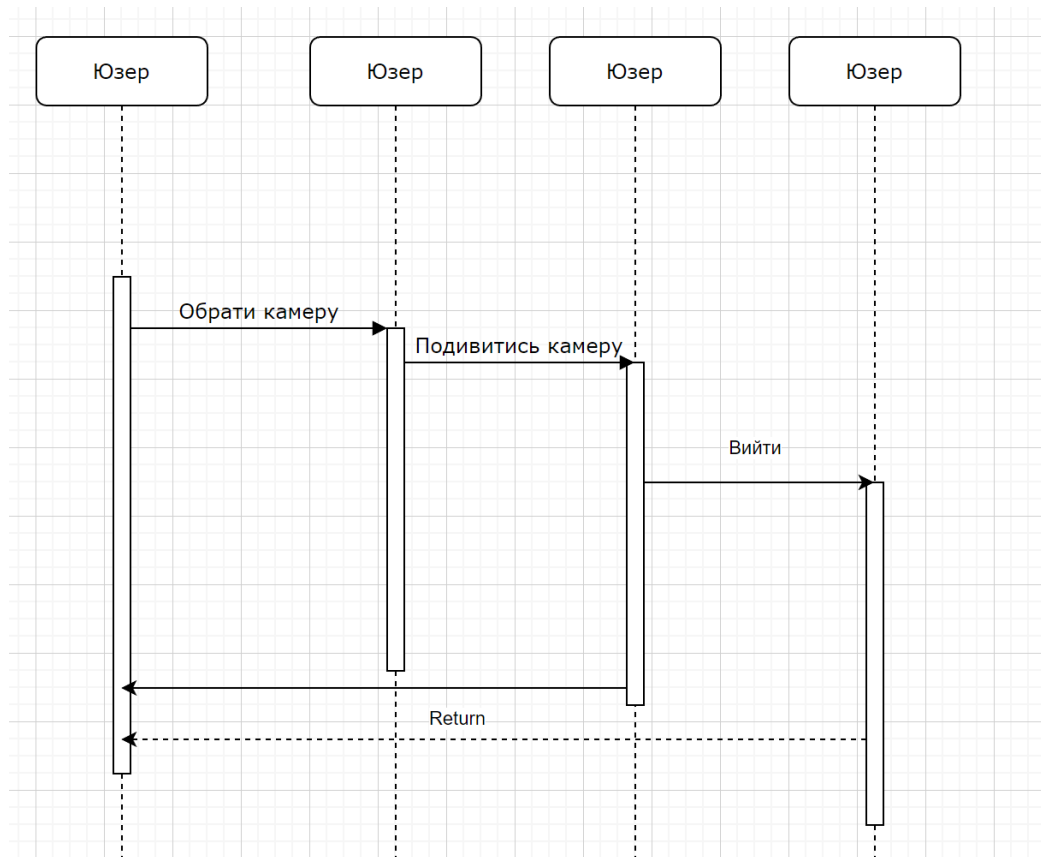 Юзер
Юзер
Юзер
Юзер
Обрати камеру
Подивитись камеру
Вийти
Return